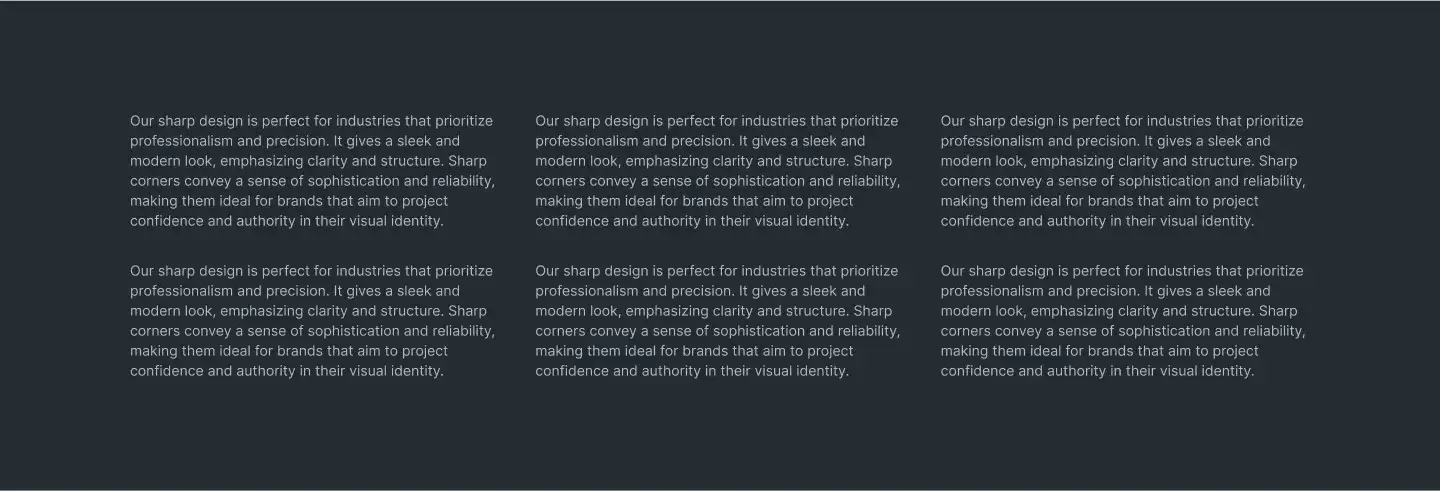 Our sharp design is perfect for industries that prioritize
professionalism and precision. It gives a sleek and
modern look, emphasizing clarity and structure. Sharp
corners convey a sense of sophistication and reliability,
making them ideal for brands that aim to project
confidence and authority in their visual identity.
Our sharp design is perfect for industries that prioritize
professionalism and precision. It gives a sleek and
modern look, emphasizing clarity and structure. Sharp
corners convey a sense of sophistication and reliability,
making them ideal for brands that aim to project
confidence and authority in their visual identity.
Our sharp design is perfect for industries that prioritize
professionalism and precision. It gives a sleek and
modern look, emphasizing clarity and structure. Sharp
corners convey a sense of sophistication and reliability,
making them ideal for brands that aim to project
confidence and authority in their visual identity.
Our sharp design is perfect for industries that prioritize
professionalism and precision. It gives a sleek and
modern look, emphasizing clarity and structure. Sharp
corners convey a sense of sophistication and reliability,
making them ideal for brands that aim to project
confidence and authority in their visual identity.
Our sharp design is perfect for industries that prioritize
professionalism and precision. It gives a sleek and
modern look, emphasizing clarity and structure. Sharp
corners convey a sense of sophistication and reliability,
making them ideal for brands that aim to project
confidence and authority in their visual identity.
Our sharp design is perfect for industries that prioritize
professionalism and precision. It gives a sleek and
modern look, emphasizing clarity and structure. Sharp
corners convey a sense of sophistication and reliability,
making them ideal for brands that aim to project
confidence and authority in their visual identity.